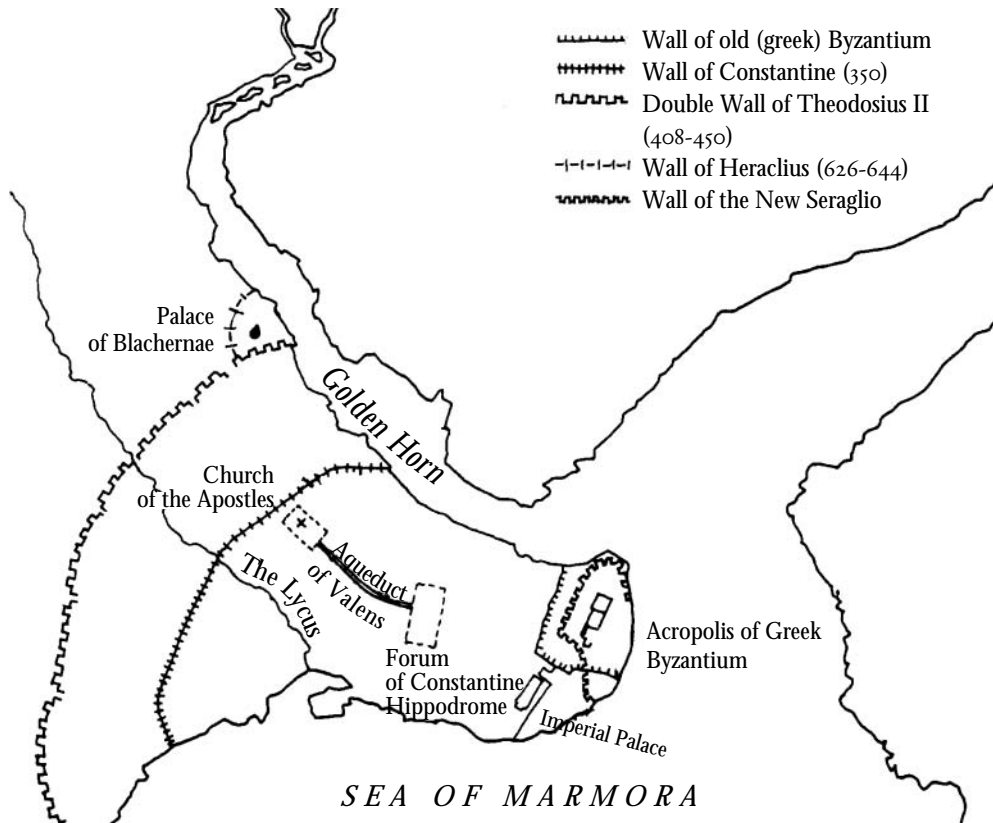 Wall of old (greek) Byzantium
Wall of Constantine (350)
Double Wall of Theodosius II
(408-450)
Wall of Heraclius (626-644)
Wall of the New Seraglio
Palace
of Blachernae
Golden Horn
Church
of the Apostles
Aqueduct
of Valens
The Lycus
Forum
of Constantine
Hippodrome
Acropolis of Greek
Byzantium
Imperial Palace
SEA OF MARMORA